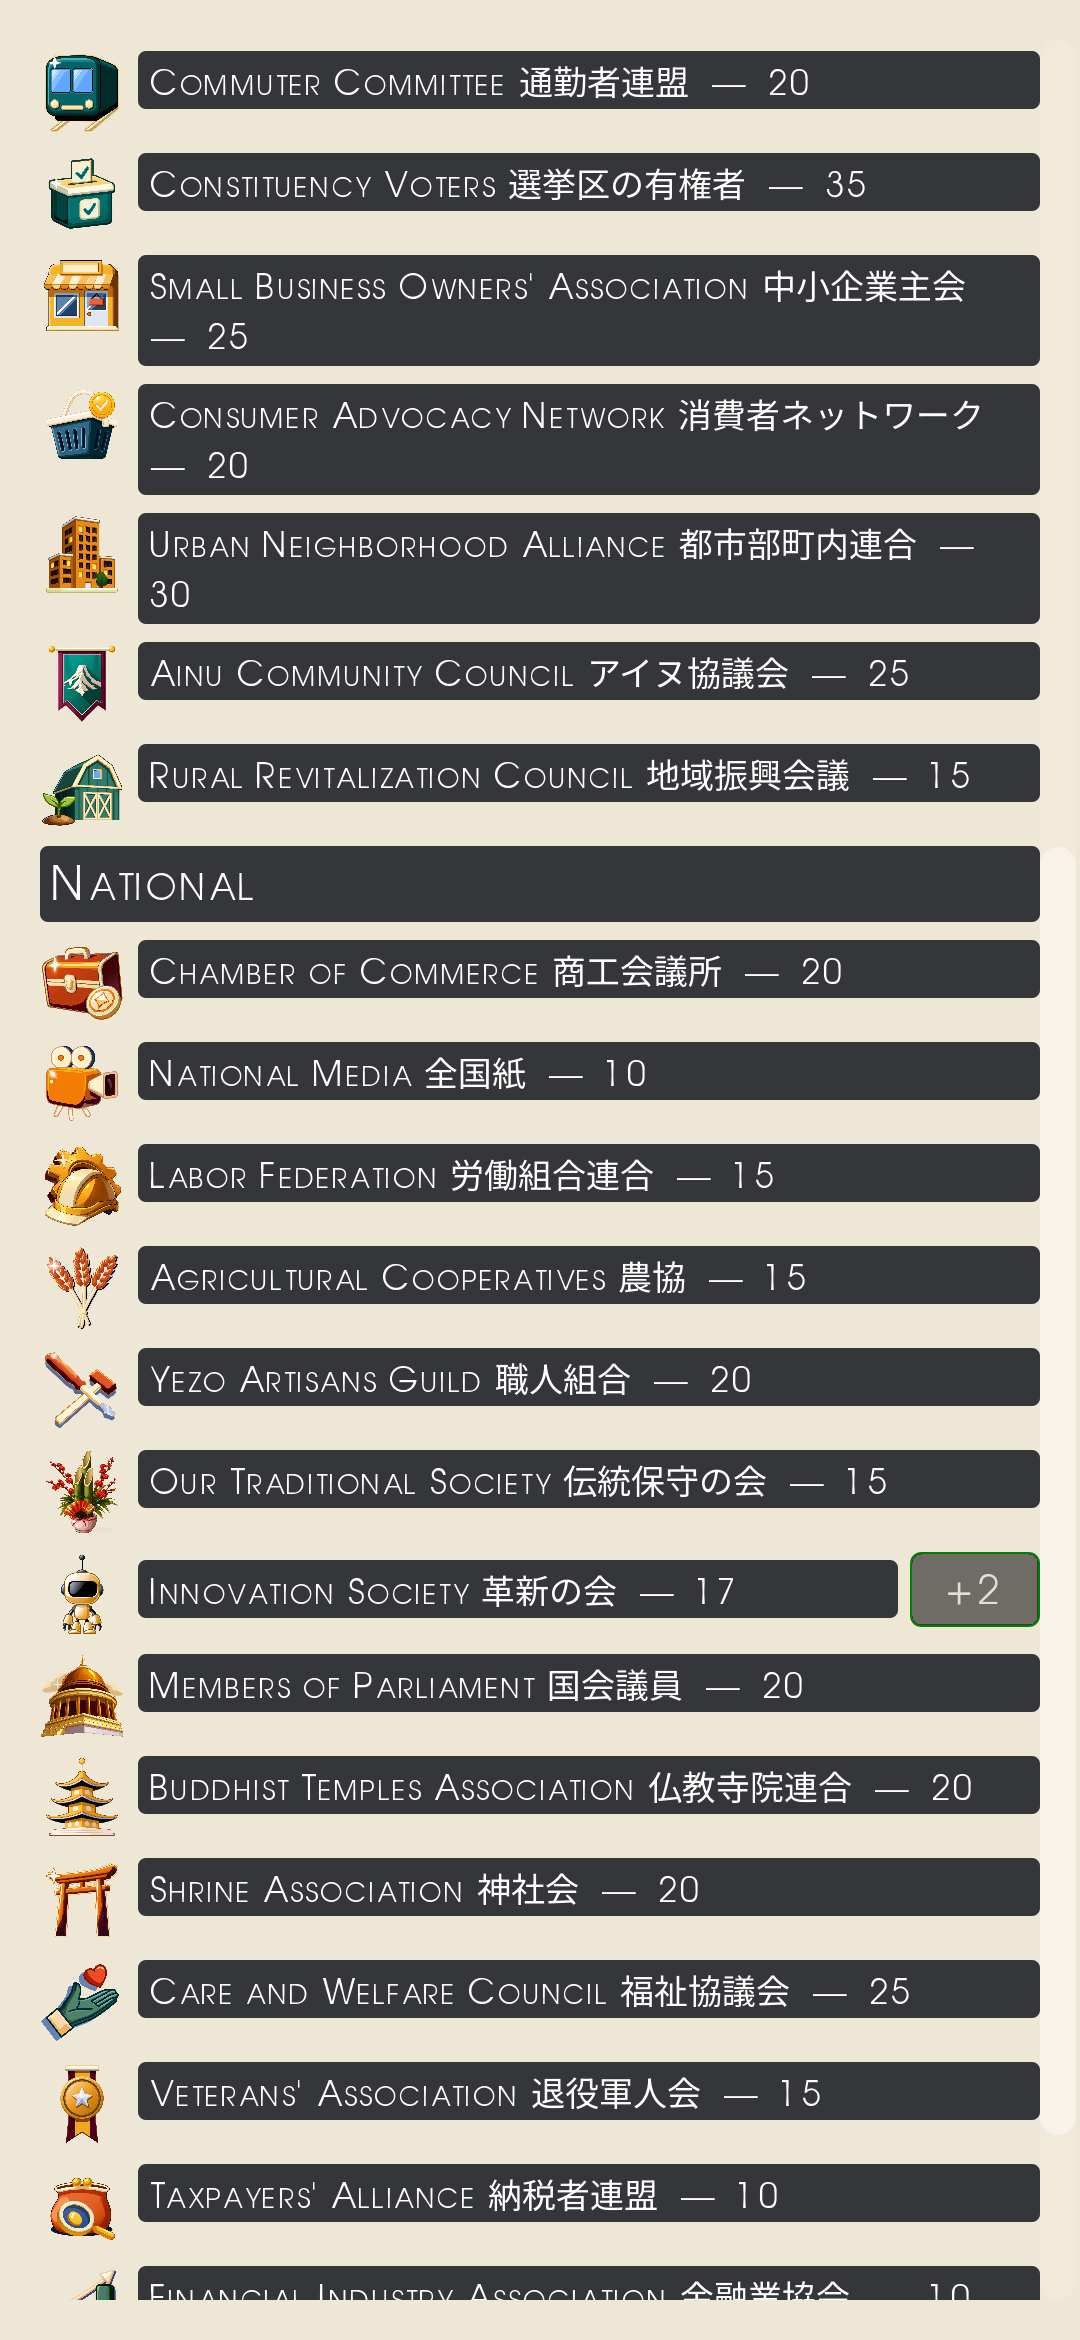 Commuter Committee 通勤者連盟 — 20
Constituency Voters 選挙区の有権者 — 35
Small Business Owners' Association 中小企業主会
— 25
Consumer Advocacy Network 消費者ネットワーク
— 20
Urban Neighborhood Alliance 都市部町内連合 —
30
Ainu Community Council アイヌ協議会 — 25
Rural Revitalization Council 地域振興会議 — 15
National
Chamber of Commerce 商工会議所 — 20
National Media 全国紙 — 10
Labor Federation 労働組合連合 — 15
Agricultural Cooperatives 農協 — 15
Yezo Artisans Guild 職人組合 — 20
Our Traditional Society 伝統保守の会 — 15
Innovation Society 革新の会 — 17 +2
Members of Parliament 国会議員 — 20
Buddhist Temples Association 仏教寺院連合 — 20
Shrine Association 神社会 — 20
Care and Welfare Council 福祉協議会 — 25
Veterans' Association 退役軍人会 — 15
Taxpayers' Alliance 納税者連盟 — 10
Financial Industry Association 金融業協会 — 10